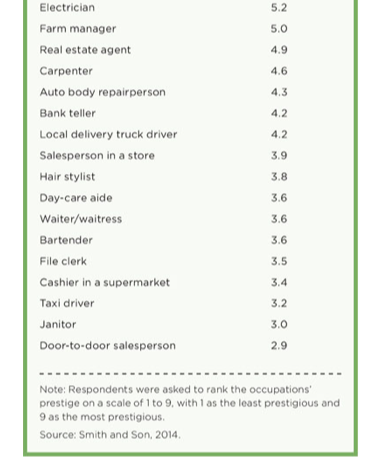 Electrician 5.2
Farm manager 5.0
Real estate agent 4.9
Carpenter 4.6
Auto body repairperson 4.3
Bank teller 4.2
Local delivery truck driver 4.2
Salesperson in a store 3.9
Hair stylist 3.8
Day-care aide 3.6
Waiter/waitress 3.6
Bartender 3.6
File clerk 3.5
Cashier in a supermarket 3.4
Taxi driver 3.2
Janitor 3.0
Door-to-door salesperson 2.9
Note: Respondents were asked to rank the occupations'
prestige on a scale of 1 to 9, with 1 as the least prestigious and
9 as the most prestigious.
Source: Smith and Son, 2014.